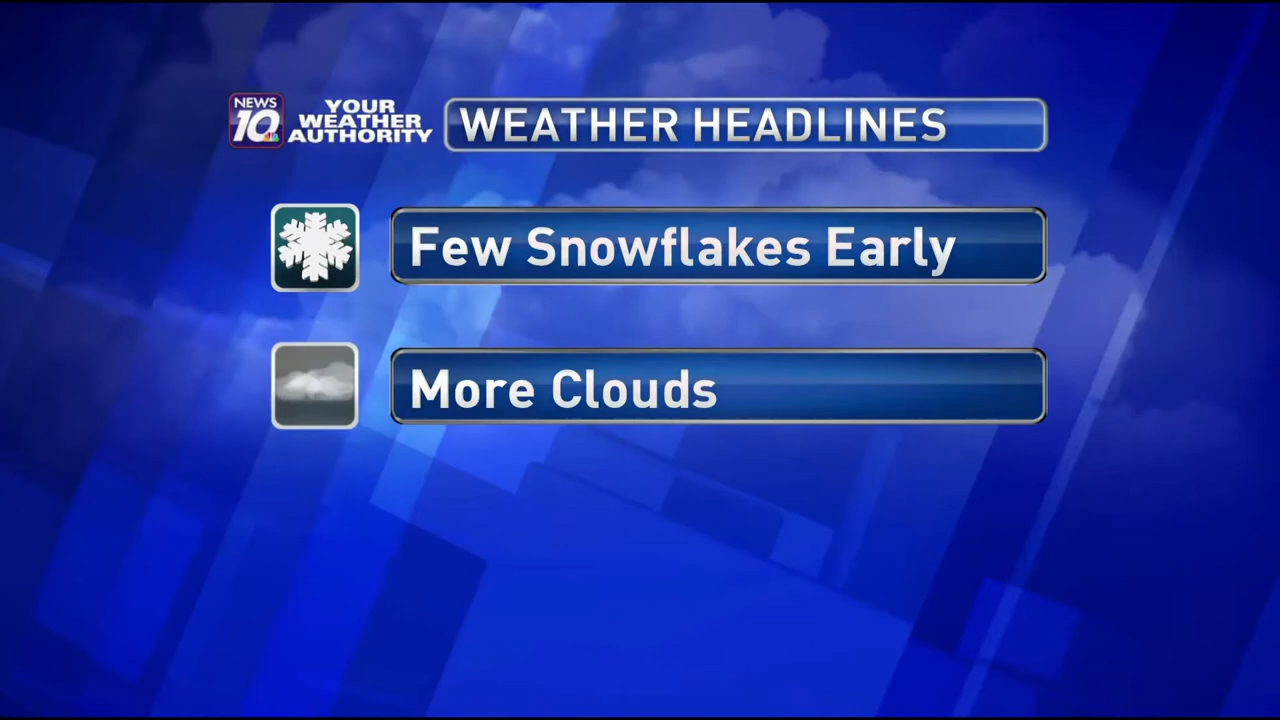 NEWS
10
YOUR
WEATHER
AUTHORITY
WEATHER HEADLINES
Few Snowflakes Early
More Clouds